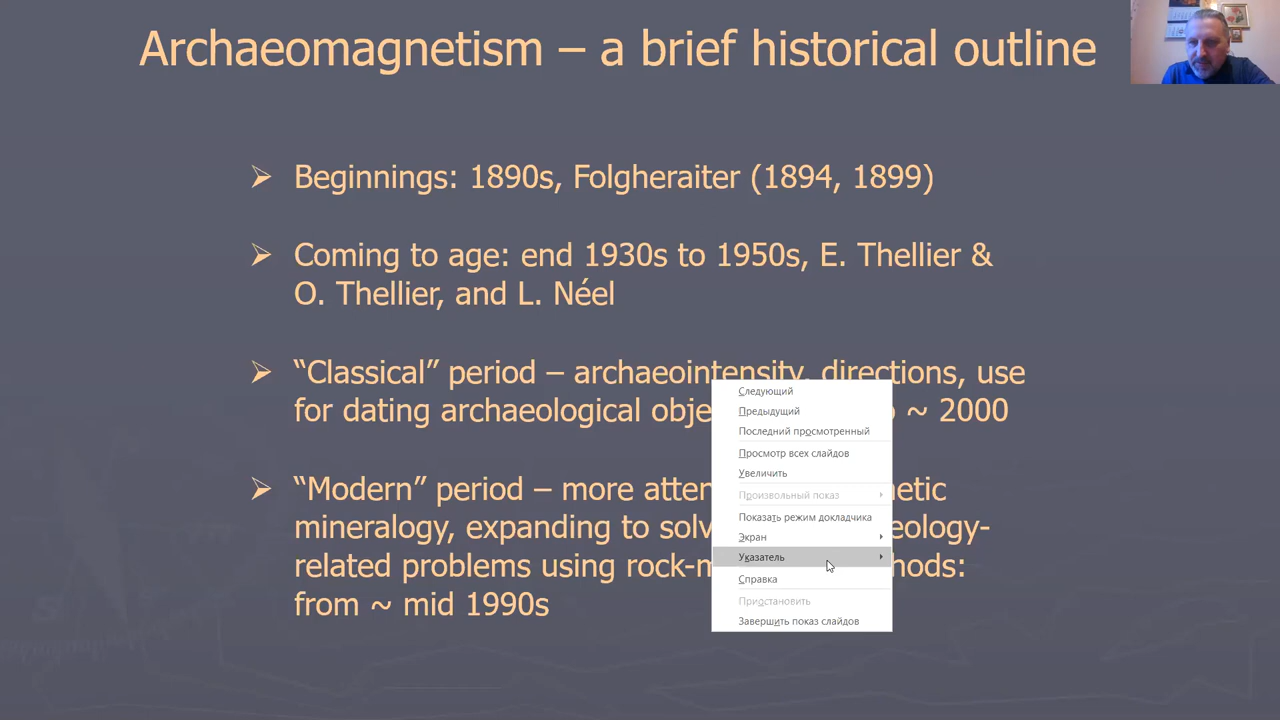 Archaeomagnetism – a brief historical outline
➢ Beginnings: 1890s, Folgheraiter (1894, 1899)
➢ Coming to age: end 1930s to 1950s, E. Thellier &
O. Thellier, and L. Néel
➢ “Classical” period – archaeointensity, directions, use
for dating archaeological obje ~ 2000
➢ “Modern” period – more atten etic
mineralogy, expanding to solv eology-
related problems using rock-m hods:
from ~ mid 1990s
Следующий
Предыдущий
Последний просмотренный
Просмотр всех слайдов
Увеличить
Произвольный показ
Показать режим докладчика
Экран
Указатель
Справка
Приостановить
Завершить показ слайдов